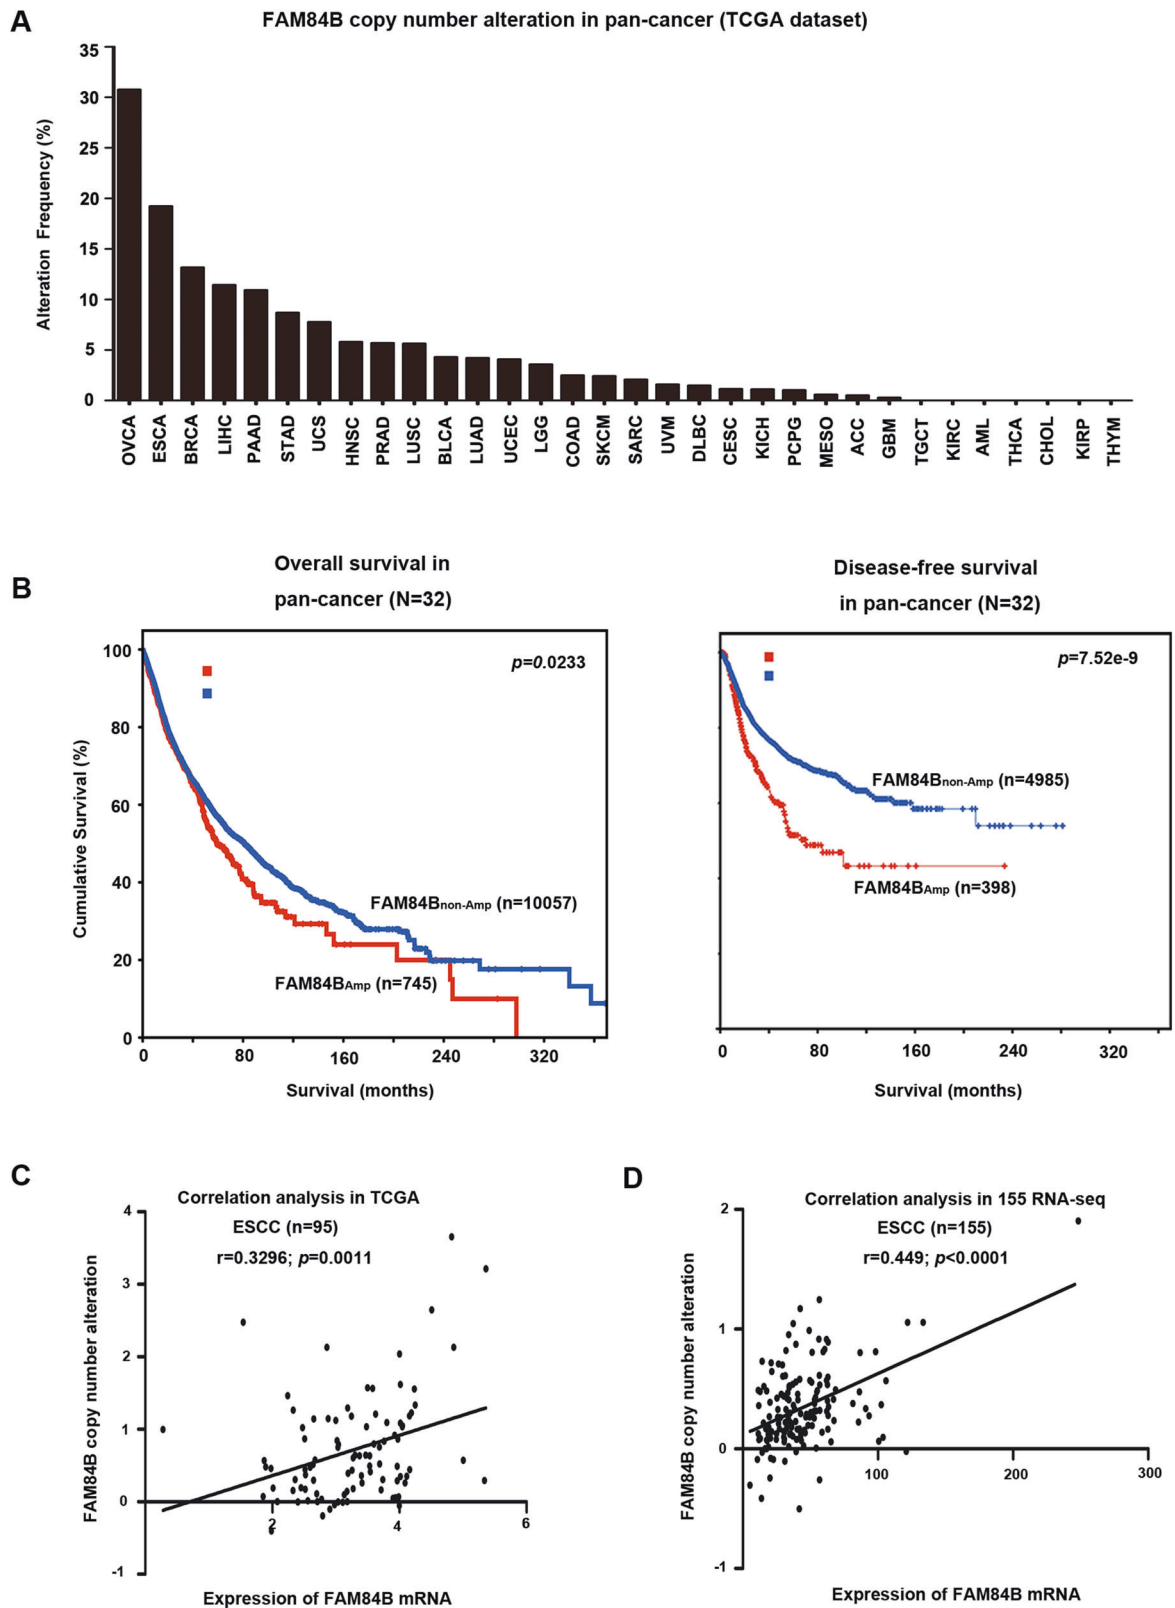 A
FAM84B copy number alteration in pan-cancer (TCGA dataset)
Alteration Frequency (%)
35
30
25
20
15
10
5
0
OVCA ESCA BRCA LIHC PAAD STAD UCS HNSC PRAD LUSC BLCA LUAD UCEC LGG COAD SKCM SARC UVM DLBC CESC KICH PCPG MESO ACC GBM TGCT KIRC AML THCA CHOL KIRP THYM
B
Overall survival in
pan-cancer (N=32)
p=0.0233
Cumulative Survival (%)
100
80
60
40
20
0
FAM84Bnon-Amp (n=10057)
FAM84BAmp (n=745)
0 80 160 240 320
Survival (months)
Disease-free survival
in pan-cancer (N=32)
p=7.52e-9
FAM84Bnon-Amp (n=4985)
FAM84BAmp (n=398)
0 80 160 240 320
Survival (months)
C
Correlation analysis in TCGA
ESCC (n=95)
r=0.3296; p=0.0011
FAM84B copy number alteration
4
3
2
1
0
-1
2 4 6
Expression of FAM84B mRNA
D
Correlation analysis in 155 RNA-seq
ESCC (n=155)
r=0.449; p<0.0001
FAM84B copy number alteration
2
1
0
-1
100 200 300
Expression of FAM84B mRNA